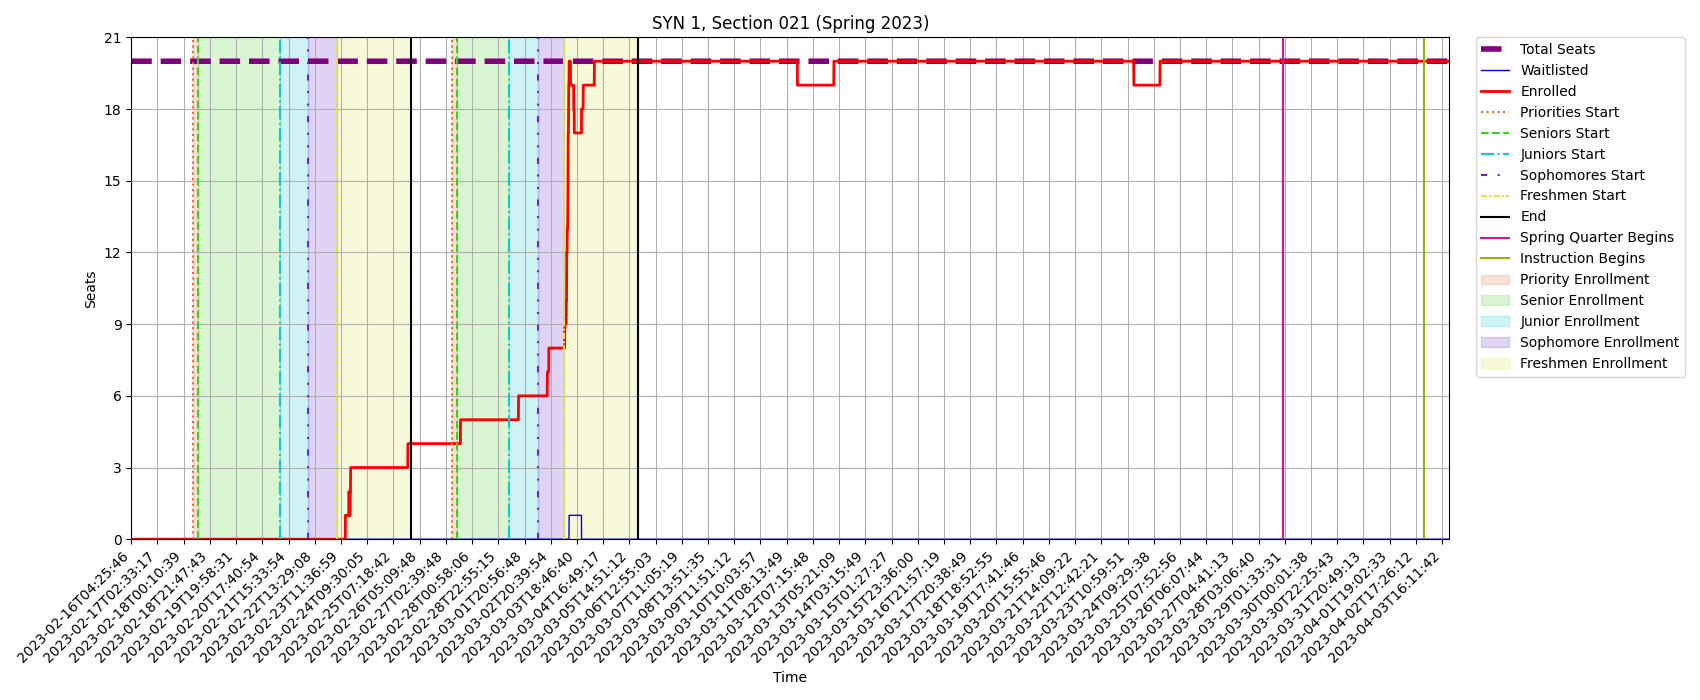 SYN 1, Section 021 (Spring 2023)
21
18
15
12
9
6
3
0
Seats
2023-02-16T04:25:46
2023-02-17T02:33:17
2023-02-18T00:10:39
2023-02-18T21:47:43
2023-02-19T19:58:31
2023-02-20T17:40:54
2023-02-21T15:33:54
2023-02-22T13:29:08
2023-02-23T11:36:59
2023-02-24T09:30:05
2023-02-25T07:18:42
2023-02-26T05:09:48
2023-02-27T02:39:48
2023-02-28T00:58:06
2023-02-28T22:55:15
2023-03-01T20:56:48
2023-03-02T20:39:54
2023-03-03T18:46:40
2023-03-04T16:49:17
2023-03-05T14:51:12
2023-03-06T12:55:03
2023-03-07T11:05:19
2023-03-08T13:51:35
2023-03-09T11:51:12
2023-03-10T10:03:57
2023-03-11T08:13:49
2023-03-12T07:15:48
2023-03-13T05:21:09
2023-03-14T03:15:49
2023-03-15T01:27:27
2023-03-15T23:36:00
2023-03-16T21:57:19
2023-03-17T20:38:49
2023-03-18T18:52:55
2023-03-19T17:41:46
2023-03-20T15:55:46
2023-03-21T14:09:22
2023-03-22T12:42:21
2023-03-23T10:59:51
2023-03-24T09:29:38
2023-03-25T07:52:56
2023-03-26T06:07:44
2023-03-27T04:41:13
2023-03-28T03:06:40
2023-03-29T01:33:31
2023-03-30T00:01:38
2023-03-30T22:25:43
2023-03-31T20:49:13
2023-04-01T19:02:33
2023-04-02T17:26:12
2023-04-03T16:11:42
Time
Total Seats
Waitlisted
Enrolled
Priorities Start
Seniors Start
Juniors Start
Sophomores Start
Freshmen Start
End
Spring Quarter Begins
Instruction Begins
Priority Enrollment
Senior Enrollment
Junior Enrollment
Sophomore Enrollment
Freshmen Enrollment